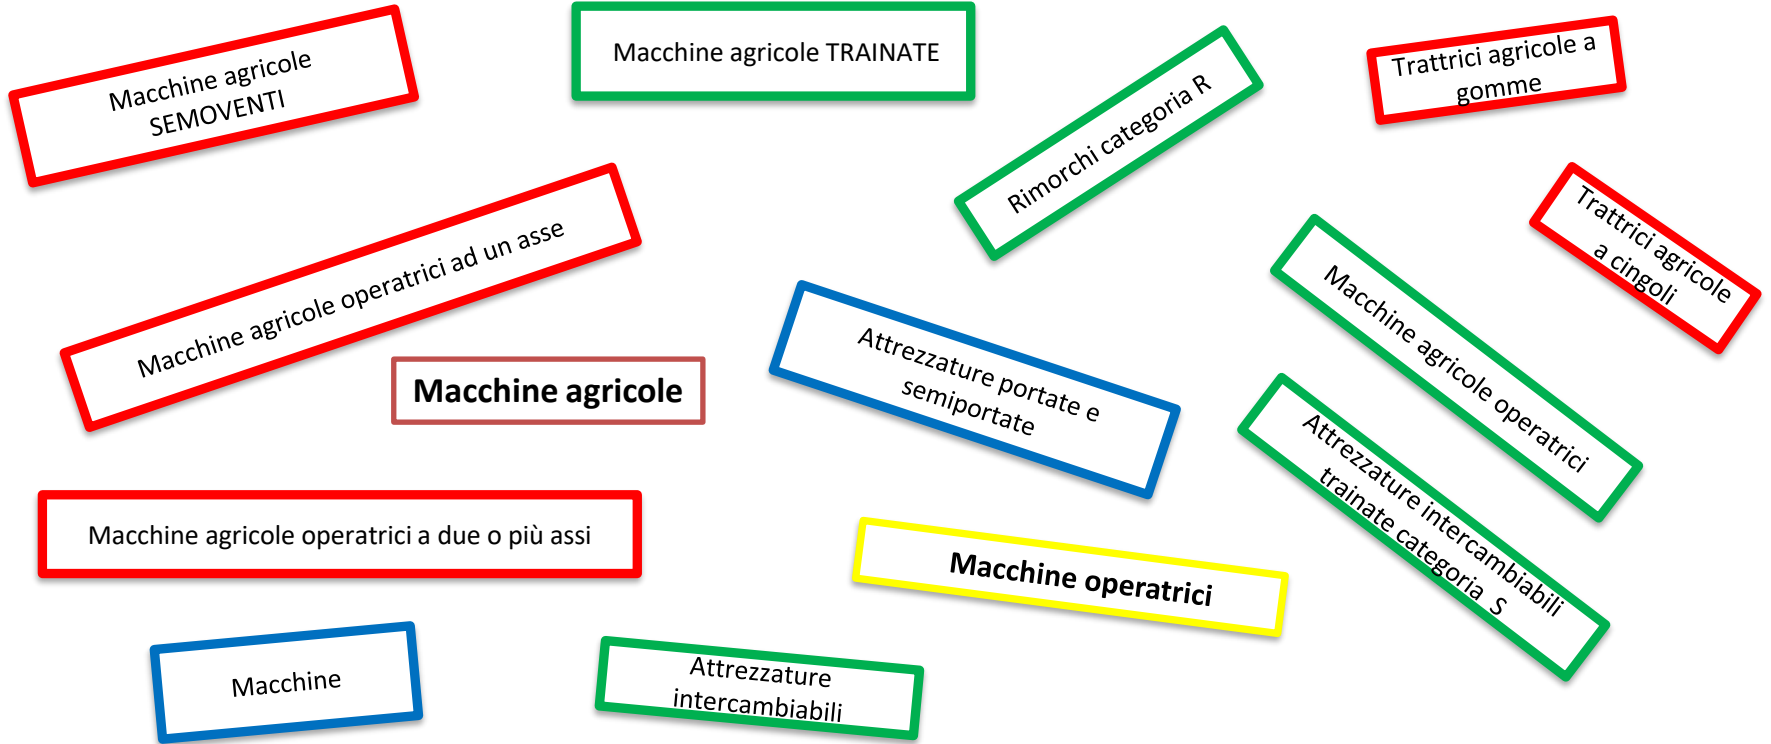 Macchine agricole
SEMOVENTI
Macchine agricole TRAINATE
Rimorchi categoria R
Trattrici agricole a
gomme
Trattrici agricole
a cingoli
Macchine agricole operatrici ad un asse
Macchine agricole
Attrezzature portate e
semiportate
Macchine agricole operatrici
Attrezzature intercambiabili
trainate categoria S
Macchine agricole operatrici a due o più assi
Macchine operatrici
Macchine
Attrezzature
intercambiabili